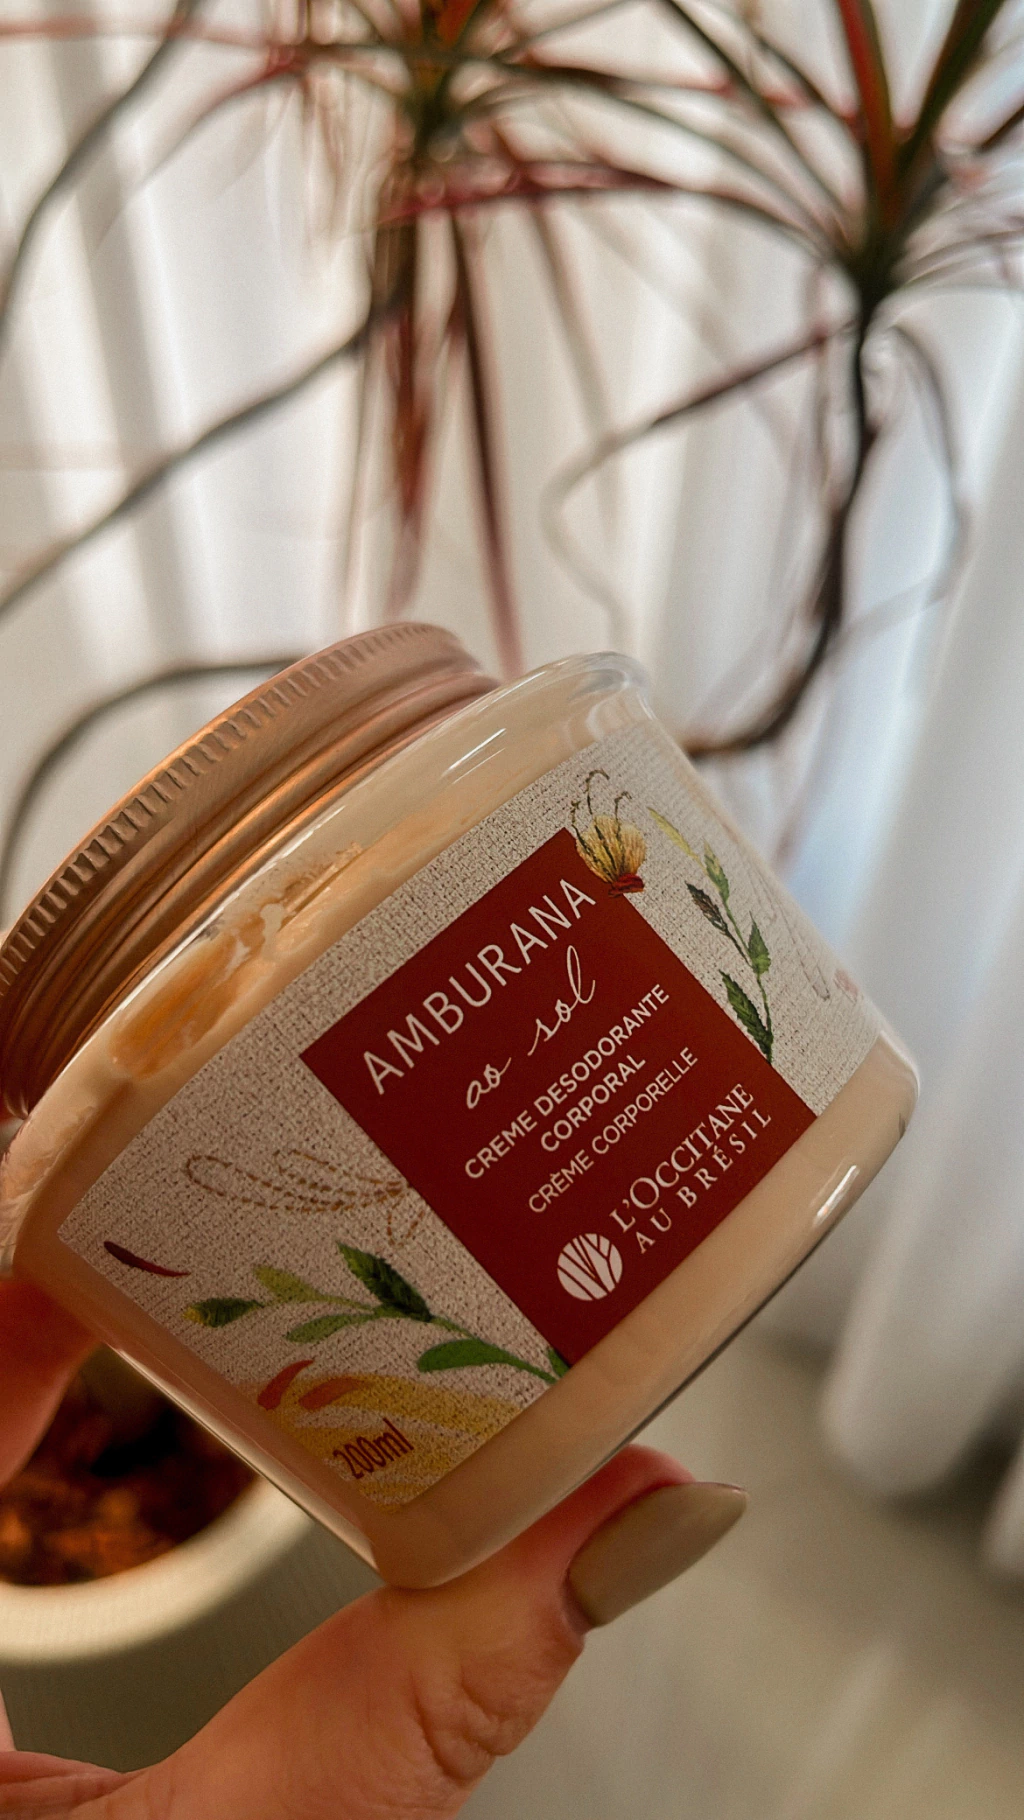 AMBURANA
ao sol
CREME DESODORANTE
CORPORAL
CRÈME CORPORELLE
L'OCCITANE
AU BRÉSIL
200ml